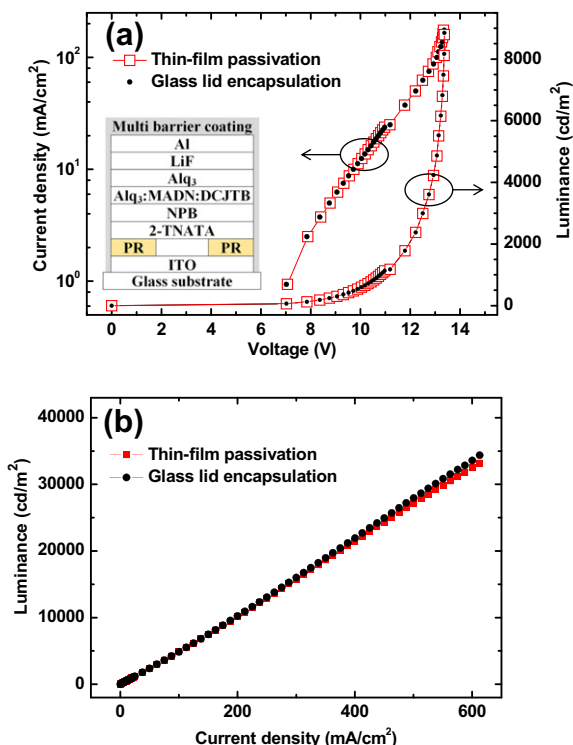 (a)
Thin-film passivation
Glass lid encapsulation
Current density (mA/cm²)
10²
10¹
10⁰
Luminance (cd/m²)
8000
6000
4000
2000
0
Multi barrier coating
Al
LiF
Alq₃
Alq₃:MADN:DCJTB
NPB
2-TNATA
PR PR
ITO
Glass substrate
0 2 4 6 8 10 12 14
Voltage (V)
(b)
Thin-film passivation
Glass lid encapsulation
Luminance (cd/m²)
40000
30000
20000
10000
0
0 200 400 600
Current density (mA/cm²)